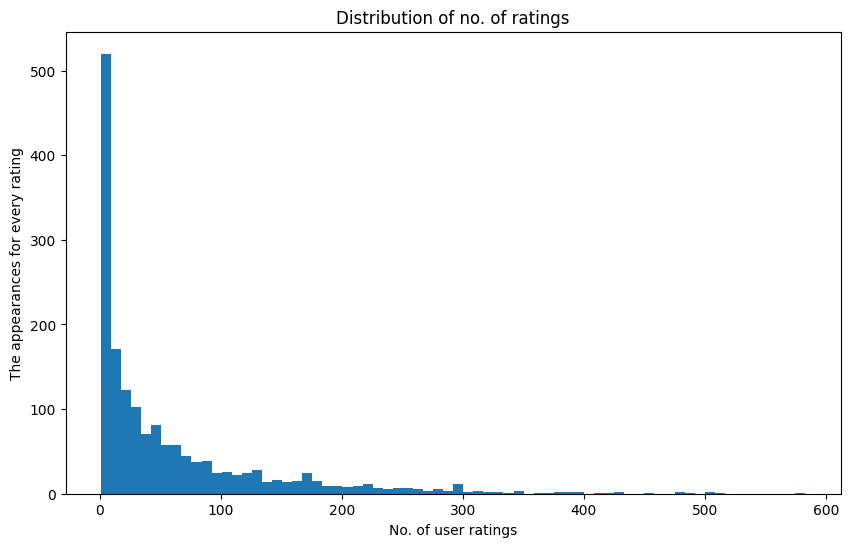 Distribution of no. of ratings
The appearances for every rating
500
400
300
200
100
0
0 100 200 300 400 500 600
No. of user ratings